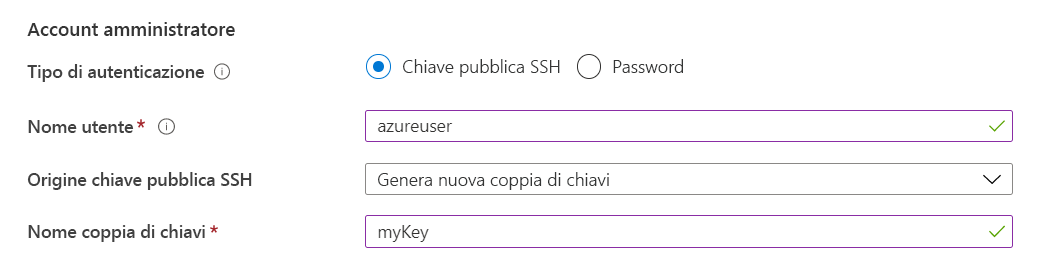 Account amministratore
Tipo di autenticazione Chiave pubblica SSH Password
Nome utente * azureuser
Origine chiave pubblica SSH Genera nuova coppia di chiavi
Nome coppia di chiavi * myKey